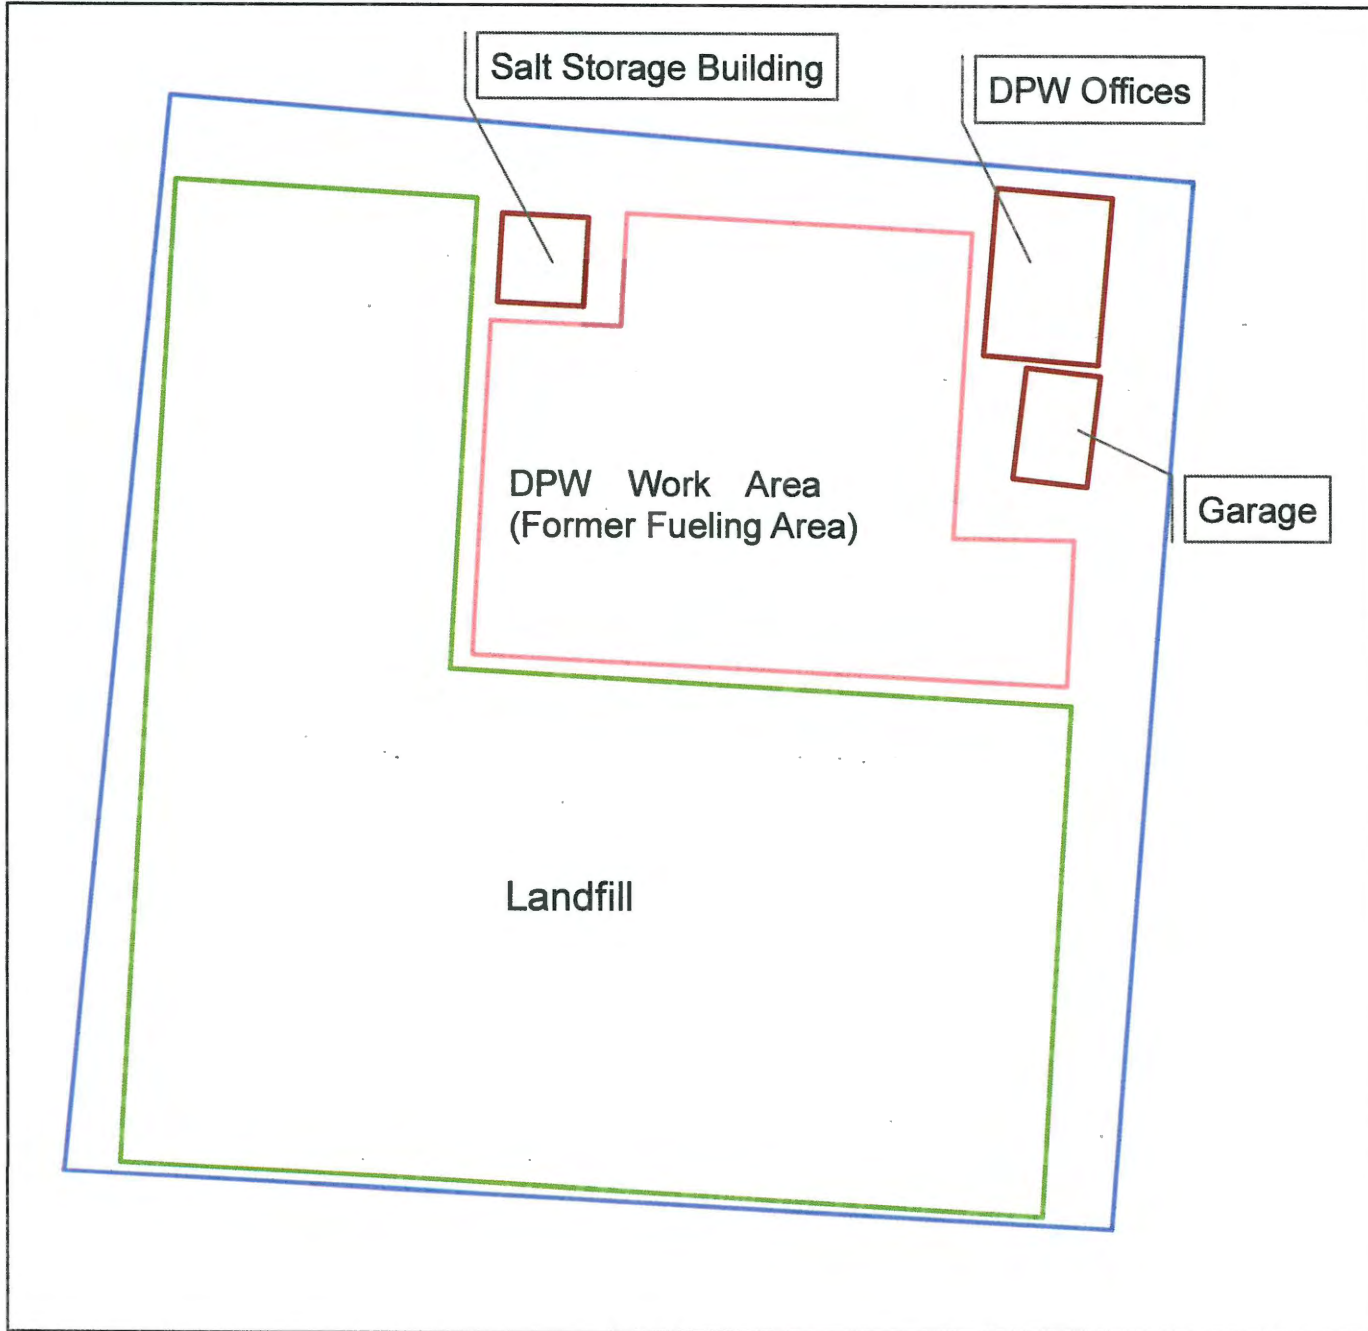 Salt Storage Building
DPW Offices
DPW Work Area
(Former Fueling Area)
Garage
Landfill